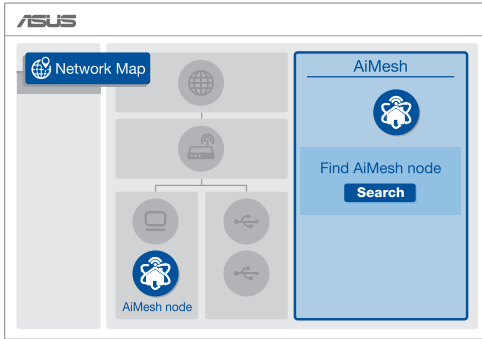 ASUS
Network Map
AiMesh
Find AiMesh node
Search
AiMesh node